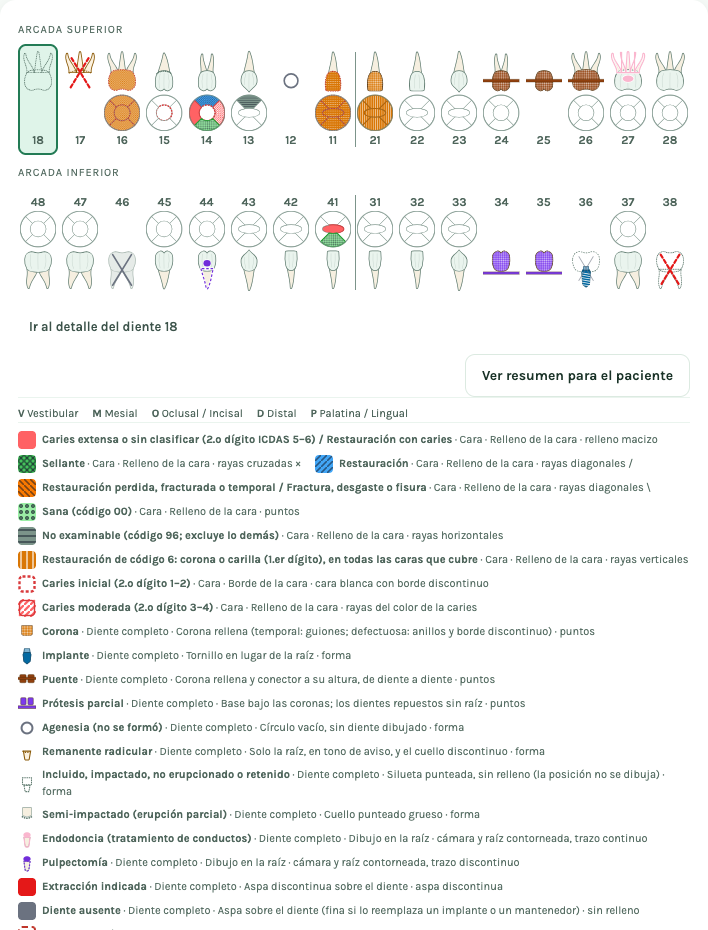 ARCADA SUPERIOR
18 17 16 15 14 13 12 11 21 22 23 24 25 26 27 28
ARCADA INFERIOR
48 47 46 45 44 43 42 41 31 32 33 34 35 36 37 38
Ir al detalle del diente 18
Ver resumen para el paciente
V Vestibular M Mesial O Oclusal / Incisal D Distal P Palatina / Lingual
Caries extensa o sin clasificar (2.o dígito ICDAS 5–6) / Restauración con caries · Cara · Relleno de la cara · relleno macizo
Sellante · Cara · Relleno de la cara · rayas cruzadas × Restauración · Cara · Relleno de la cara · rayas diagonales /
Restauración perdida, fracturada o temporal / Fractura, desgaste o fisura · Cara · Relleno de la cara · rayas diagonales \
Sana (código 00) · Cara · Relleno de la cara · puntos
No examinable (código 96; excluye lo demás) · Cara · Relleno de la cara · rayas horizontales
Restauración de código 6: corona o carilla (1.er dígito), en todas las caras que cubre · Cara · Relleno de la cara · rayas verticales
Caries inicial (2.o dígito 1–2) · Cara · Borde de la cara · cara blanca con borde discontinuo
Caries moderada (2.o dígito 3–4) · Cara · Relleno de la cara · rayas del color de la caries
Corona · Diente completo · Corona rellena (temporal: guiones; defectuosa: anillos y borde discontinuo) · puntos
Implante · Diente completo · Tornillo en lugar de la raíz · forma
Puente · Diente completo · Corona rellena y conector a su altura, de diente a diente · puntos
Prótesis parcial · Diente completo · Base bajo las coronas; los dientes repuestos sin raíz · puntos
Agenesia (no se formó) · Diente completo · Círculo vacío, sin diente dibujado · forma
Remanente radicular · Diente completo · Solo la raíz, en tono de aviso, y el cuello discontinuo · forma
Incluido, impactado, no erupcionado o retenido · Diente completo · Silueta punteada, sin relleno (la posición no se dibuja) ·
forma
Semi-impactado (erupción parcial) · Diente completo · Cuello punteado grueso · forma
Endodoncia (tratamiento de conductos) · Diente completo · Dibujo en la raíz · cámara y raíz contorneada, trazo continuo
Pulpectomía · Diente completo · Dibujo en la raíz · cámara y raíz contorneada, trazo discontinuo
Extracción indicada · Diente completo · Aspa discontinua sobre el diente · aspa discontinua
Diente ausente · Diente completo · Aspa sobre el diente (fina si lo reemplaza un implante o un mantenedor) · sin relleno